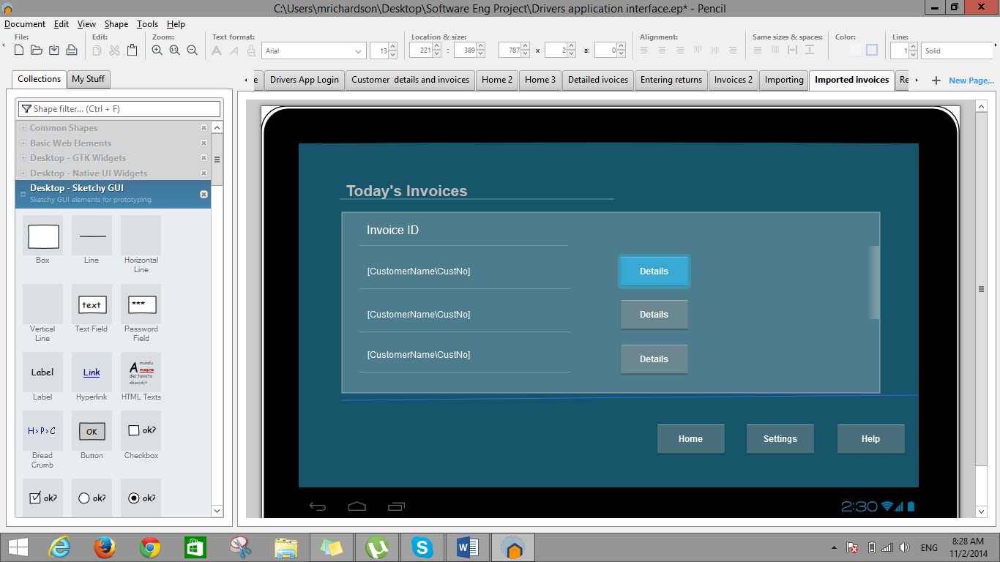 C:\Users\mrichardson\Desktop\Software Eng Project\Drivers application interface.ep* - Pencil
Document Edit View Shape Tools Help
File: Edit: Zoom: Text format: Location & size: Alignment: Same sizes & spaces: Color: Line:
Arial 13 221 : 389 787 x 2 a: 0 1 Solid
Collections My Stuff
e Drivers App Login Customer details and invoices Home 2 Home 3 Detailed ivoices Entering returns Invoices 2 Importing Imported invoices Re New Page...
Shape filter... (Ctrl + F)
Common Shapes
Basic Web Elements
Desktop - GTK Widgets
Desktop - Native UI Widgets
Desktop - Sketchy GUI
Sketchy GUI elements for prototyping
Box Line Horizontal Line
text ***
Vertical Line Text Field Password Field
Label Link A mundu magine dei tannito abucidit
Label Hyperlink HTML Texts
H>P>C OK ok?
Bread Crumb Button Checkbox
ok? ok? ok?
Today's Invoices
Invoice ID
[CustomerName\CustNo] Details
[CustomerName\CustNo] Details
[CustomerName\CustNo] Details
Home Settings Help
2:30
ENG 8:28 AM
11/2/2014